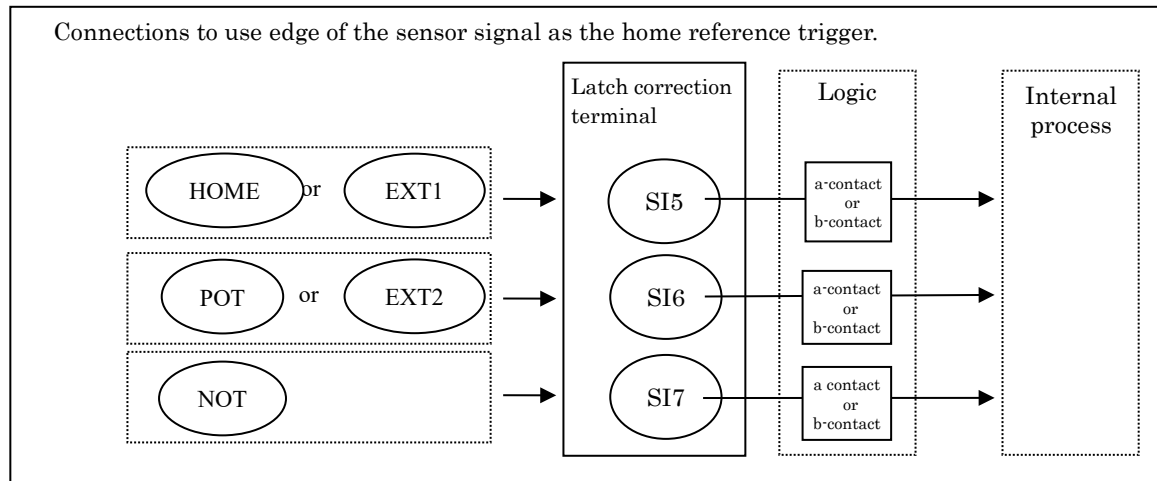 Connections to use edge of the sensor signal as the home reference trigger.
Latch correction
terminal
Logic
Internal
process
HOME or EXT1
SI5
a-contact
or
b-contact
POT or EXT2
SI6
a-contact
or
b-contact
NOT
SI7
a contact
or
b-contact